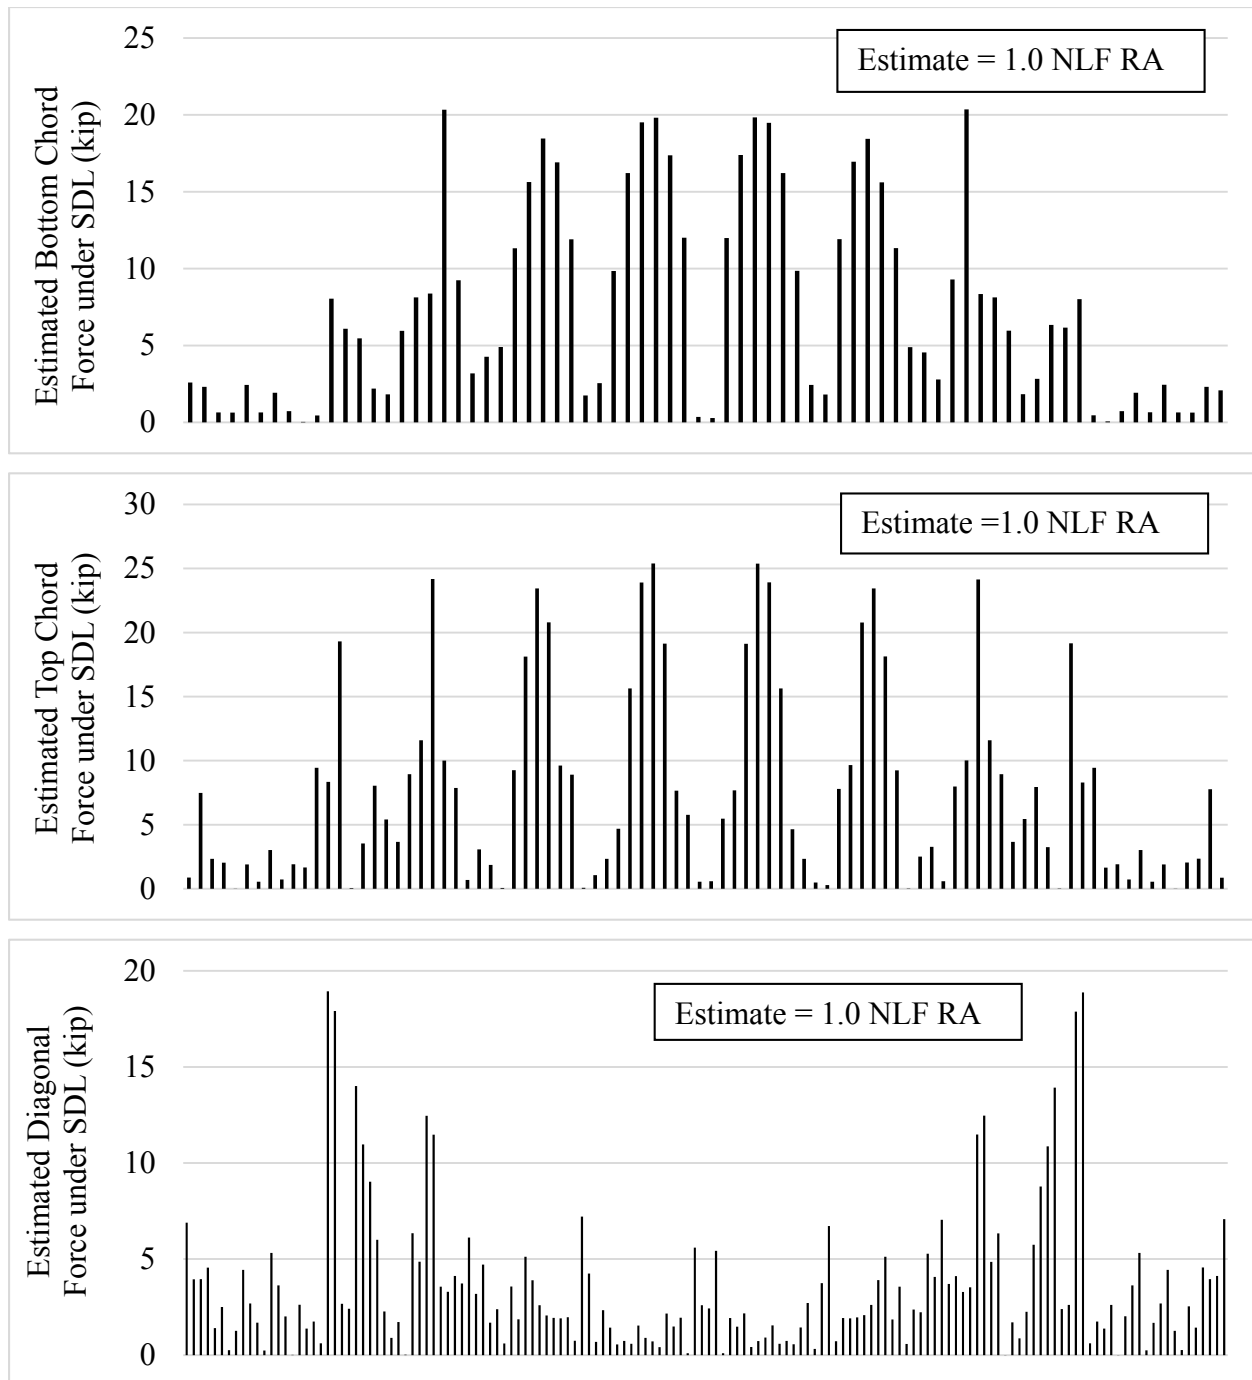 25
20
15
10
5
0
Estimated Bottom Chord
Force under SDL (kip)
Estimate = 1.0 NLF RA
30
25
20
15
10
5
0
Estimated Top Chord
Force under SDL (kip)
Estimate =1.0 NLF RA
20
15
10
5
0
Estimated Diagonal
Force under SDL (kip)
Estimate = 1.0 NLF RA